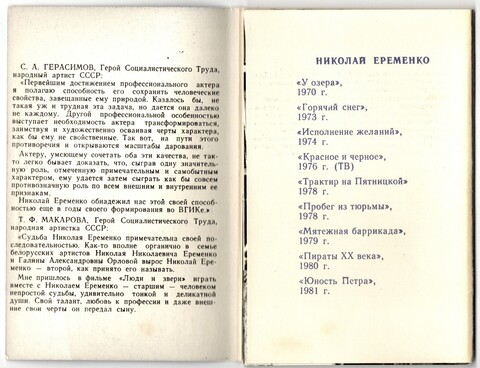 С. А. ГЕРАСИМОВ, Герой Социалистического Труда,
народный артист СССР:
«Первейшим достоинством профессионального актера
я полагаю способность его сохранить человеческие
свойства, завещанные ему природой. Казалось бы, не
такая уж и трудная эта задача, но дается она далеко
не каждому. Другой профессиональной особенностью
выступает необходимость актера трансформироваться,
заимствуя и художественно осваивая черты характера,
как бы ему не свойственные. Так вот, на пути этого
противоречия и открываются масштабы дарования.
Актеру, умеющему сочетать оба эти качества, не так-
то легко бывает доказать, что, сыграв одну значитель-
ную роль, отмеченную примечательным и самобытным
характером, ему удается затем сыграть как бы совсем
противозначную роль по всем внешним и внутренним ее
признакам.
Николай Еременко обнадежил нас этой своей способ-
ностью еще в годы своего формирования во ВГИКе.»
Т. Ф. МАКАРОВА, Герой Социалистического Труда,
народная артистка СССР:
«Судьба Николая Еременко примечательна своей по-
следовательностью. Как-то вполне органично в семье
белорусских артистов Николая Николаевича Еременко
и Галины Александровны Орловой вырос Николай Ере-
менко — второй, как принято его называть.
Мне пришлось в фильме «Люди и звери» играть
вместе с Николаем Еременко — старшим — человеком
непростой судьбы, удивительно тонкой и деликатной
души. Свой талант, любовь к профессии и даже внеш-
ние свои черты он передал сыну.
НИКОЛАЙ ЕРЕМЕНКО
«У озера»,
1970 г.
«Горячий снег»,
1973 г.
«Исполнение желаний»,
1974 г.
«Красное и черное»,
1976 г. (ТВ)
«Трактир на Пятницкой»
1978 г.
«Пробег из тюрьмы»,
1978 г.
«Мятежная баррикада»,
1979 г.
«Пираты XX века»,
1980 г.
«Юность Петра»,
1981 г.